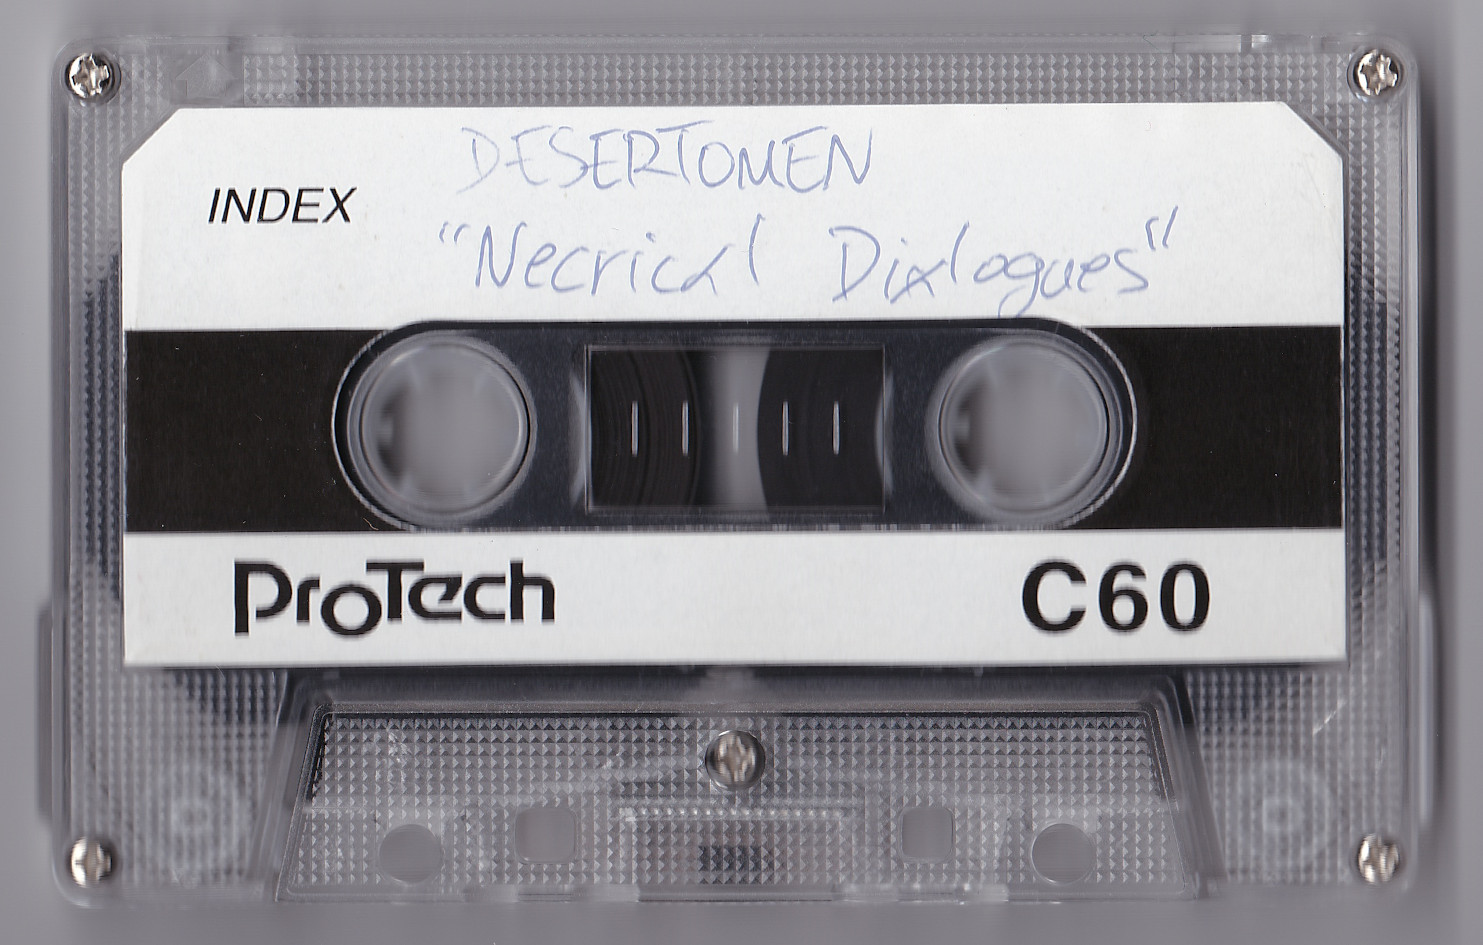 DESERTOMEN
INDEX
"Necrical Dialogues"
ProTech
C60